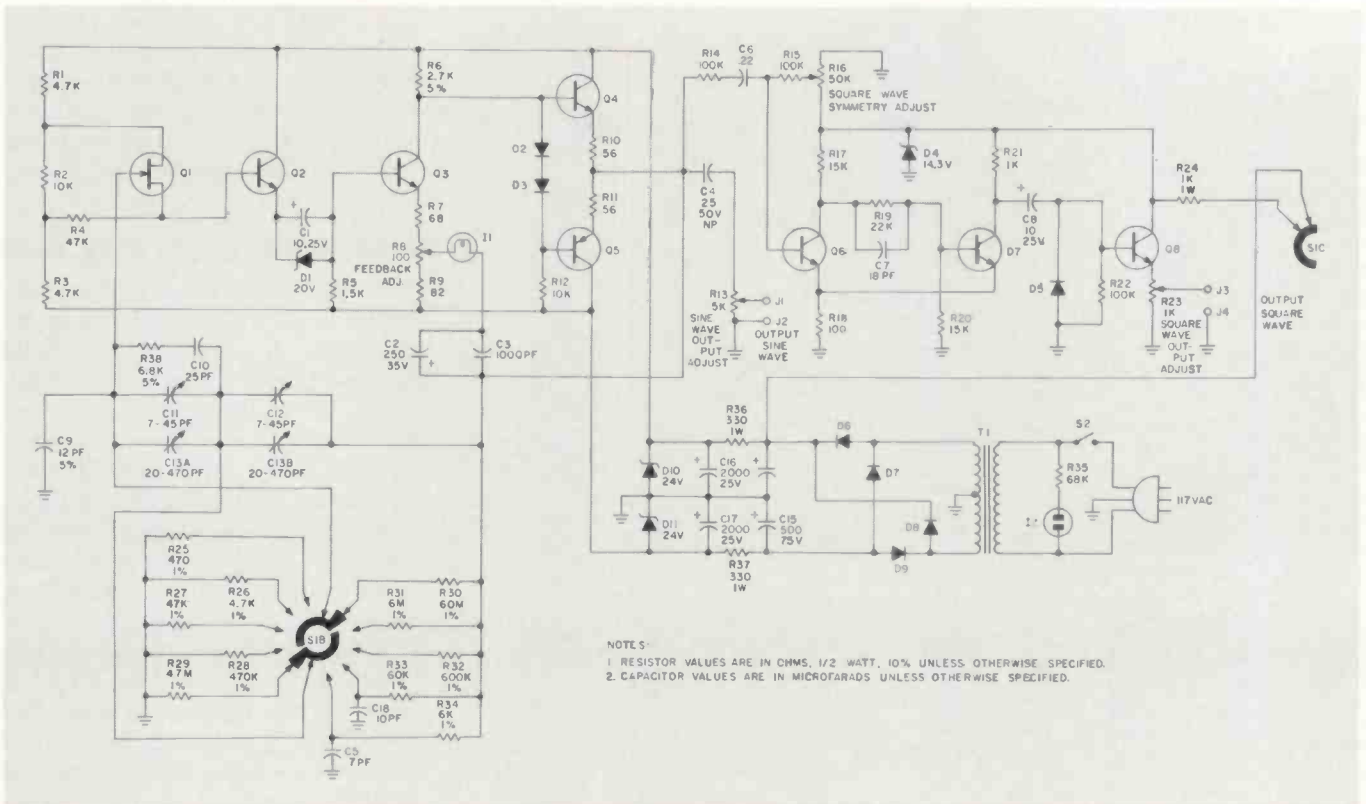 R1
4.7K
R2
10K
R3
4.7K
R4
47K
Q1
Q2
C1
10,25V
D1
20V
R5
1.5K
R6
2.7K
5%
Q3
R7
68
R8
100
FEEDBACK
ADJ.
R9
82
I1
D2
D3
R12
10K
Q4
R10
56
R11
56
Q5
R14
100K
C6
.22
R15
100K
R16
50K
SQUARE WAVE
SYMMETRY ADJUST
C4
25
50V
NP
R13
5K
SINE
WAVE
OUT-
PUT
ADJUST
J1
J2
OUTPUT
SINE
WAVE
R17
15K
D4
14.3V
R21
1K
Q6
R19
22K
C7
18PF
R18
100
R20
15K
D7
C8
10
25V
D5
R22
100K
Q8
R23
1K
SQUARE
WAVE
OUT-
PUT
ADJUST
J3
J4
R24
1K
1W
S1C
OUTPUT
SQUARE
WAVE
R38
6.8K
5%
C10
25PF
C11
7-45PF
C12
7-45PF
C13A
20-470PF
C13B
20-470PF
C9
12PF
5%
C2
250
35V
C3
1000PF
R25
470
1%
R27
47K
1%
R26
4.7K
1%
R29
47M
1%
R28
470K
1%
S1B
R31
6M
1%
R30
60M
1%
R33
60K
1%
R32
600K
1%
R34
6K
1%
C18
10PF
C5
7PF
R36
330
1W
D10
24V
D11
24V
C16
2000
25V
C17
2000
25V
C15
500
75V
R37
330
1W
D6
D7
D8
D9
T1
S2
R35
68K
117VAC
NOTES:
1 RESISTOR VALUES ARE IN OHMS, 1/2 WATT, 10% UNLESS OTHERWISE SPECIFIED.
2. CAPACITOR VALUES ARE IN MICROFARADS UNLESS OTHERWISE SPECIFIED.